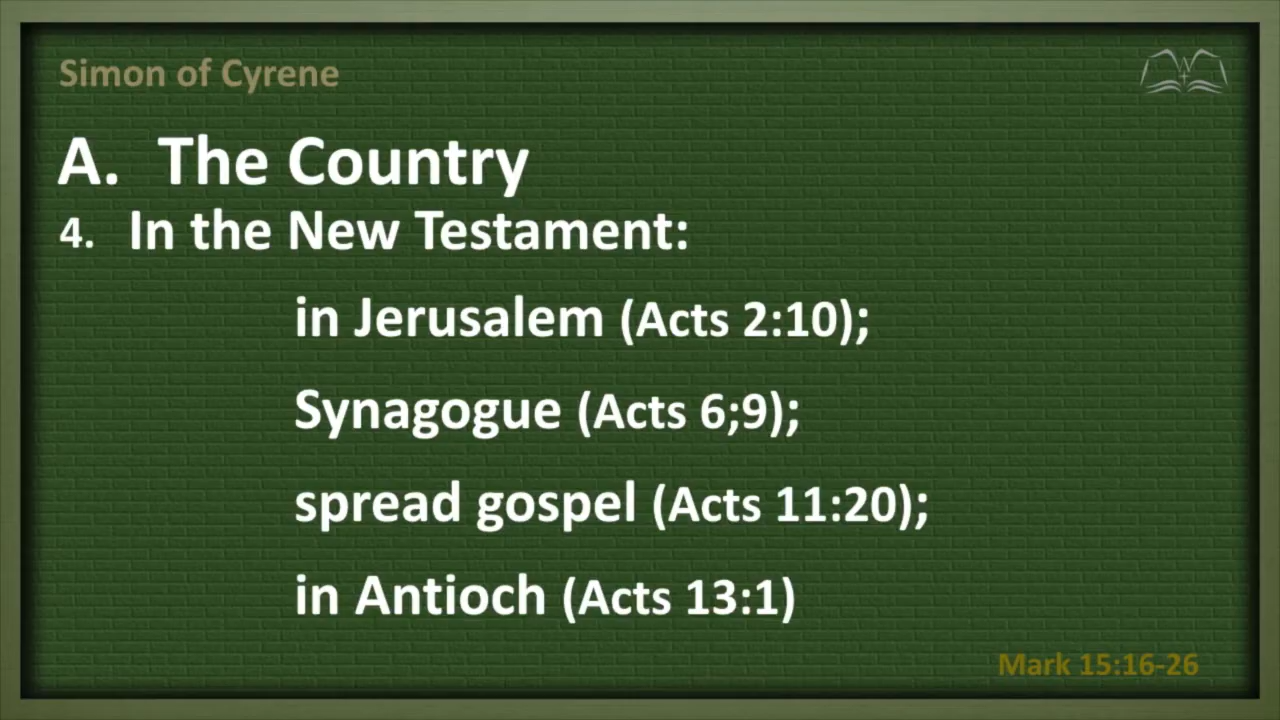 Simon of Cyrene
A. The Country
4. In the New Testament:
in Jerusalem (Acts 2:10);
Synagogue (Acts 6;9);
spread gospel (Acts 11:20);
in Antioch (Acts 13:1)
Mark 15:16-26